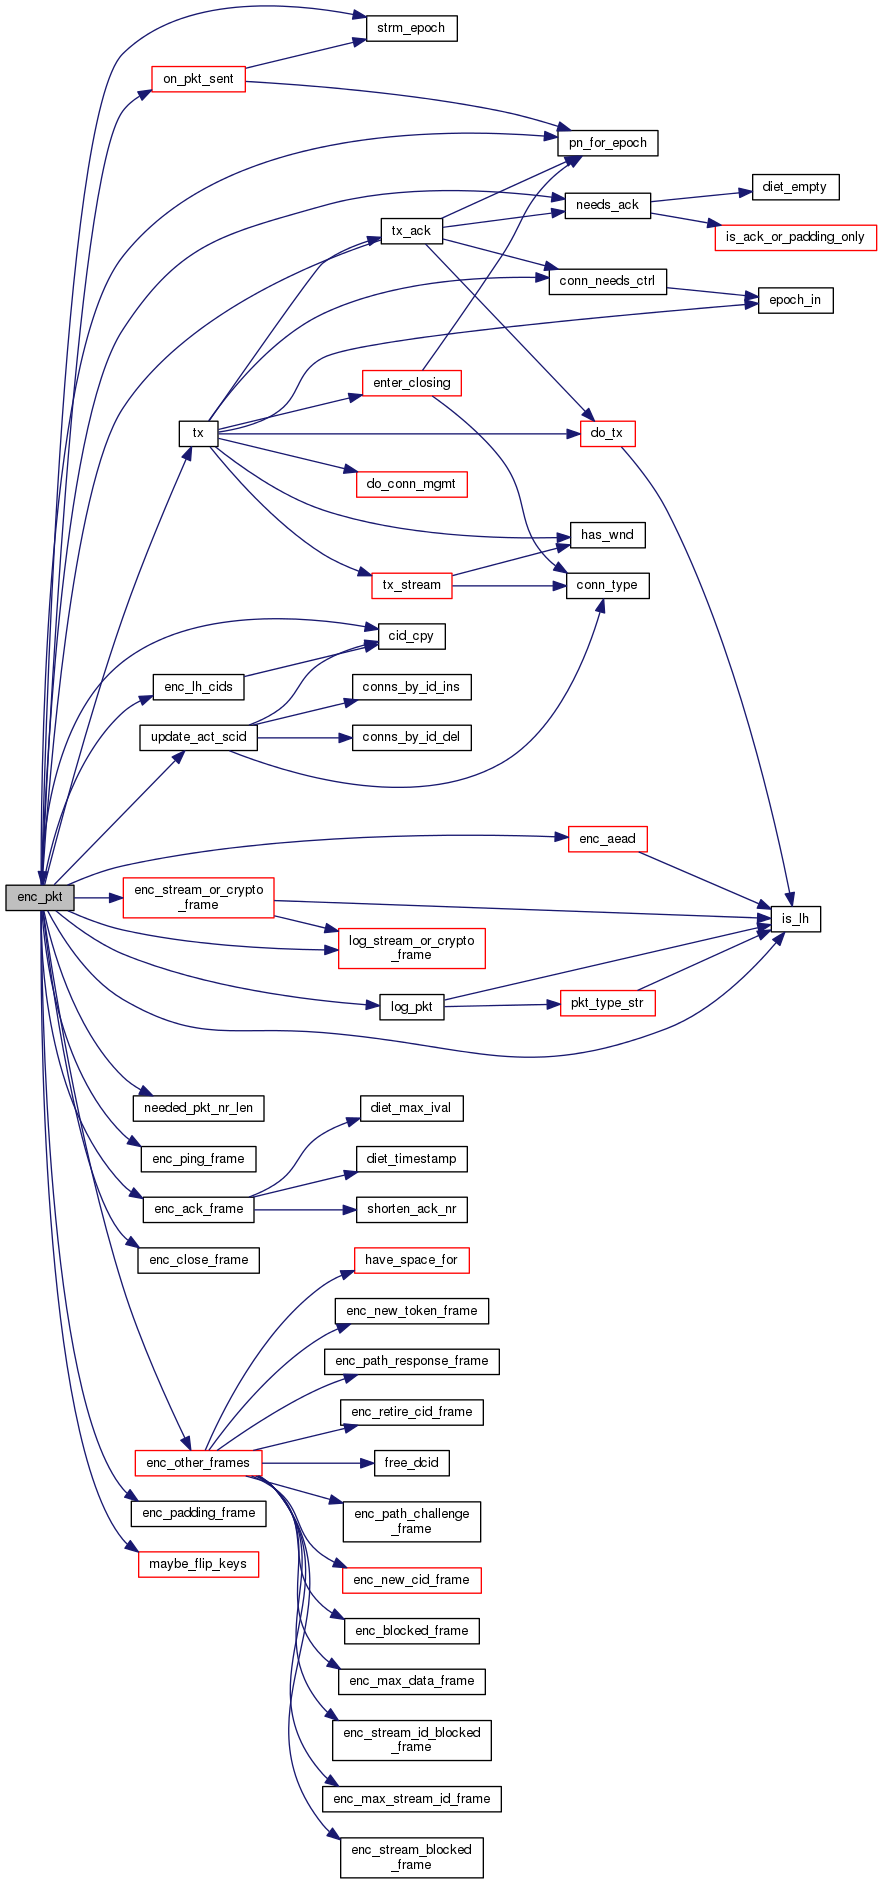 strm_epoch
on_pkt_sent
pn_for_epoch
diet_empty
needs_ack
tx_ack
is_ack_or_padding_only
conn_needs_ctrl
epoch_in
enter_closing
tx
do_tx
do_conn_mgmt
has_wnd
tx_stream
conn_type
cid_cpy
enc_lh_cids
conns_by_id_ins
update_act_scid
conns_by_id_del
enc_aead
enc_pkt
enc_stream_or_crypto
_frame
is_lh
log_stream_or_crypto
_frame
log_pkt
pkt_type_str
needed_pkt_nr_len
diet_max_ival
enc_ping_frame
diet_timestamp
enc_ack_frame
shorten_ack_nr
enc_close_frame
have_space_for
enc_new_token_frame
enc_path_response_frame
enc_retire_cid_frame
enc_other_frames
free_dcid
enc_padding_frame
enc_path_challenge
_frame
maybe_flip_keys
enc_new_cid_frame
enc_blocked_frame
enc_max_data_frame
enc_stream_id_blocked
_frame
enc_max_stream_id_frame
enc_stream_blocked
_frame